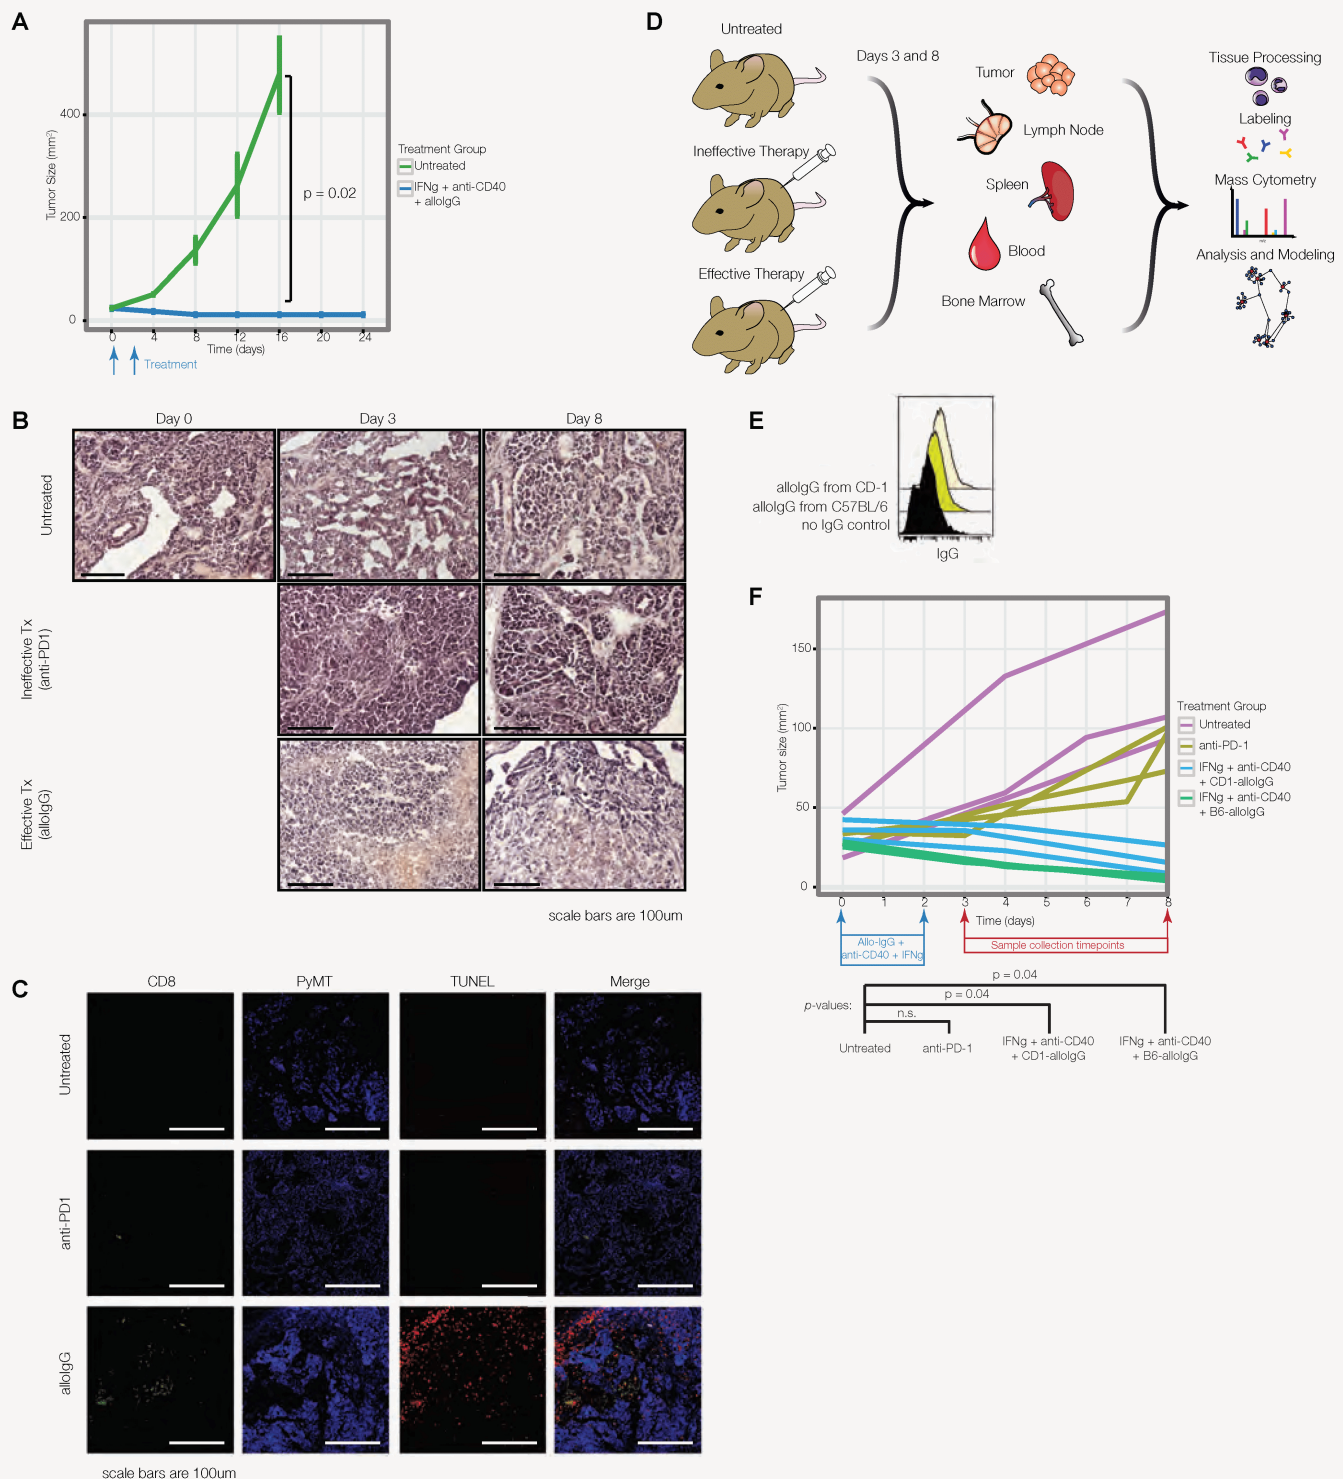 A
400
200
0
Tumor Size (mm²)
0
4
8
12
16
20
24
Time (days)
Treatment
p = 0.02
Treatment Group
Untreated
IFNg + anti-CD40
+ alloIgG
D
Untreated
Ineffective Therapy
Effective Therapy
Days 3 and 8
Tumor
Lymph Node
Spleen
Blood
Bone Marrow
Tissue Processing
Labeling
Mass Cytometry
Analysis and Modeling
B
Day 0
Day 3
Day 8
Untreated
Ineffective Tx
(anti-PD1)
Effective Tx
(alloIgG)
scale bars are 100um
E
alloIgG from CD-1
alloIgG from C57BL/6
no IgG control
IgG
F
150
100
50
0
Tumor size (mm²)
0
1
2
3
4
5
6
7
8
Time (days)
Allo-IgG +
anti-CD40 + IFNg
Sample collection timepoints
Treatment Group
Untreated
anti-PD-1
IFNg + anti-CD40
+ CD1-alloIgG
IFNg + anti-CD40
+ B6-alloIgG
p-values:
p = 0.04
p = 0.04
n.s.
Untreated
anti-PD-1
IFNg + anti-CD40
+ CD1-alloIgG
IFNg + anti-CD40
+ B6-alloIgG
C
CD8
PyMT
TUNEL
Merge
Untreated
anti-PD1
alloIgG
scale bars are 100um